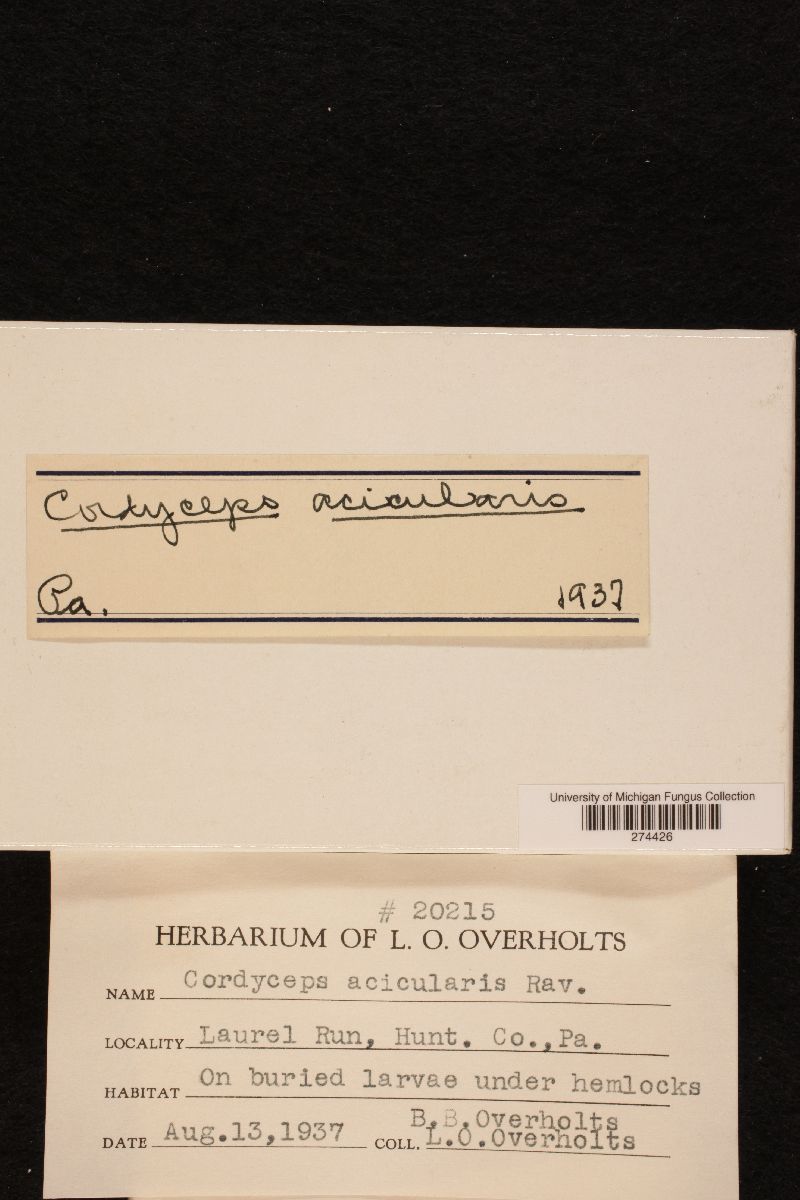 Cordyceps acicularis
Pa. 1937
University of Michigan Fungus Collection
274426
# 20215
HERBARIUM OF L. O. OVERHOLTS
NAME Cordyceps acicularis Rav.
LOCALITY Laurel Run, Hunt. Co.,Pa.
HABITAT On buried larvae under hemlocks
B.B.Overholts
DATE Aug.13,1937 COLL. L.O.Overholts